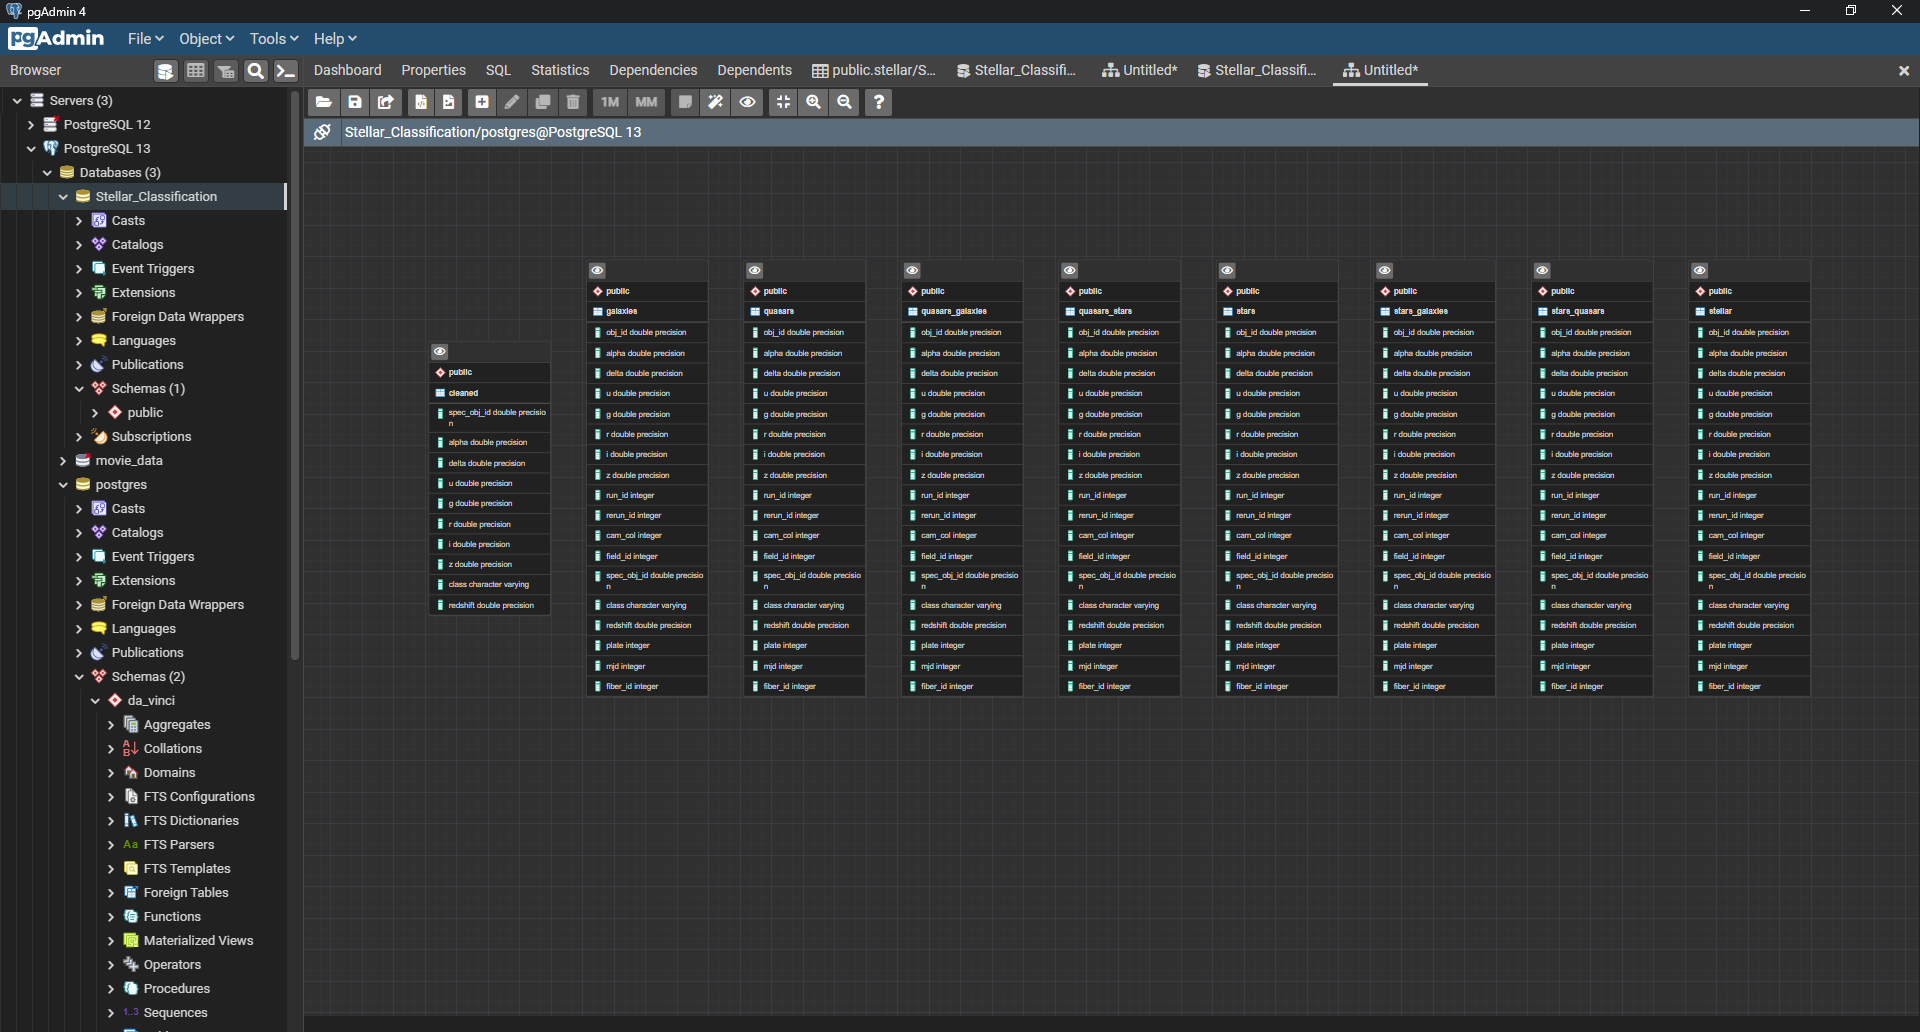 pgAdmin 4
pgAdmin
File
Object
Tools
Help
Browser
Dashboard
Properties
SQL
Statistics
Dependencies
Dependents
public.stellar/S...
Stellar_Classifi...
Untitled*
Stellar_Classifi...
Untitled*
1M
MM
?
Stellar_Classification/postgres@PostgreSQL 13
Servers (3)
PostgreSQL 12
PostgreSQL 13
Databases (3)
Stellar_Classification
Casts
Catalogs
Event Triggers
Extensions
Foreign Data Wrappers
Languages
Publications
Schemas (1)
public
Subscriptions
movie_data
postgres
Casts
Catalogs
Event Triggers
Extensions
Foreign Data Wrappers
Languages
Publications
Schemas (2)
da_vinci
Aggregates
Collations
Domains
FTS Configurations
FTS Dictionaries
Aa FTS Parsers
FTS Templates
Foreign Tables
Functions
Materialized Views
Operators
Procedures
1..3 Sequences
public
cleaned
spec_obj_id double precisio
n
alpha double precision
delta double precision
u double precision
g double precision
r double precision
i double precision
z double precision
class character varying
redshift double precision
public
galaxies
obj_id double precision
alpha double precision
delta double precision
u double precision
g double precision
r double precision
i double precision
z double precision
run_id integer
rerun_id integer
cam_col integer
field_id integer
spec_obj_id double precisio
n
class character varying
redshift double precision
plate integer
mjd integer
fiber_id integer
public
quasars
obj_id double precision
alpha double precision
delta double precision
u double precision
g double precision
r double precision
i double precision
z double precision
run_id integer
rerun_id integer
cam_col integer
field_id integer
spec_obj_id double precisio
n
class character varying
redshift double precision
plate integer
mjd integer
fiber_id integer
public
quasars_galaxies
obj_id double precision
alpha double precision
delta double precision
u double precision
g double precision
r double precision
i double precision
z double precision
run_id integer
rerun_id integer
cam_col integer
field_id integer
spec_obj_id double precisio
n
class character varying
redshift double precision
plate integer
mjd integer
fiber_id integer
public
quasars_stars
obj_id double precision
alpha double precision
delta double precision
u double precision
g double precision
r double precision
i double precision
z double precision
run_id integer
rerun_id integer
cam_col integer
field_id integer
spec_obj_id double precisio
n
class character varying
redshift double precision
plate integer
mjd integer
fiber_id integer
public
stars
obj_id double precision
alpha double precision
delta double precision
u double precision
g double precision
r double precision
i double precision
z double precision
run_id integer
rerun_id integer
cam_col integer
field_id integer
spec_obj_id double precisio
n
class character varying
redshift double precision
plate integer
mjd integer
fiber_id integer
public
stars_galaxies
obj_id double precision
alpha double precision
delta double precision
u double precision
g double precision
r double precision
i double precision
z double precision
run_id integer
rerun_id integer
cam_col integer
field_id integer
spec_obj_id double precisio
n
class character varying
redshift double precision
plate integer
mjd integer
fiber_id integer
public
stars_quasars
obj_id double precision
alpha double precision
delta double precision
u double precision
g double precision
r double precision
i double precision
z double precision
run_id integer
rerun_id integer
cam_col integer
field_id integer
spec_obj_id double precisio
n
class character varying
redshift double precision
plate integer
mjd integer
fiber_id integer
public
stellar
obj_id double precision
alpha double precision
delta double precision
u double precision
g double precision
r double precision
i double precision
z double precision
run_id integer
rerun_id integer
cam_col integer
field_id integer
spec_obj_id double precisio
n
class character varying
redshift double precision
plate integer
mjd integer
fiber_id integer